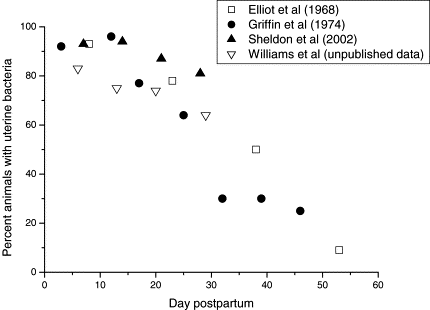 Elliot et al (1968)
Griffin et al (1974)
Sheldon et al (2002)
Williams et al (unpublished data)
Percent animals with uterine bacteria
100
80
60
40
20
0
0 10 20 30 40 50 60
Day postpartum